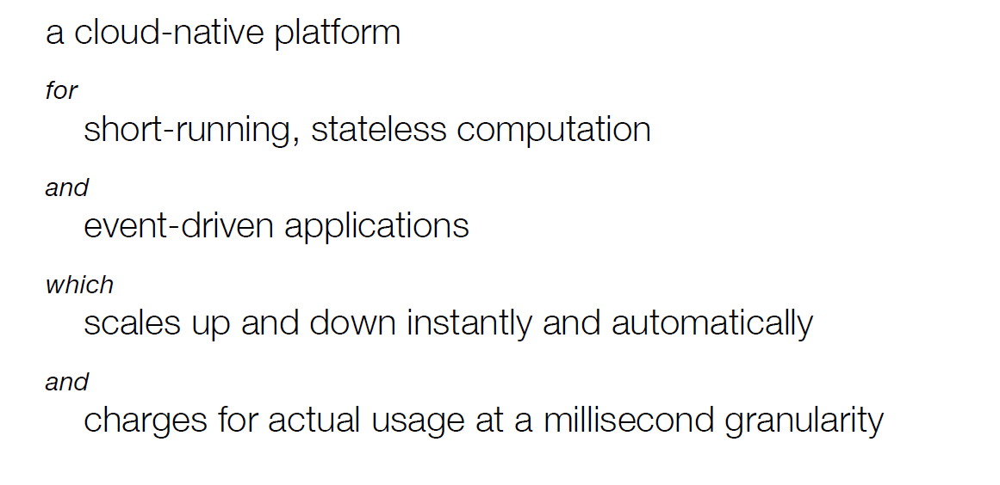 a cloud-native platform
for
short-running, stateless computation
and
event-driven applications
which
scales up and down instantly and automatically
and
charges for actual usage at a millisecond granularity